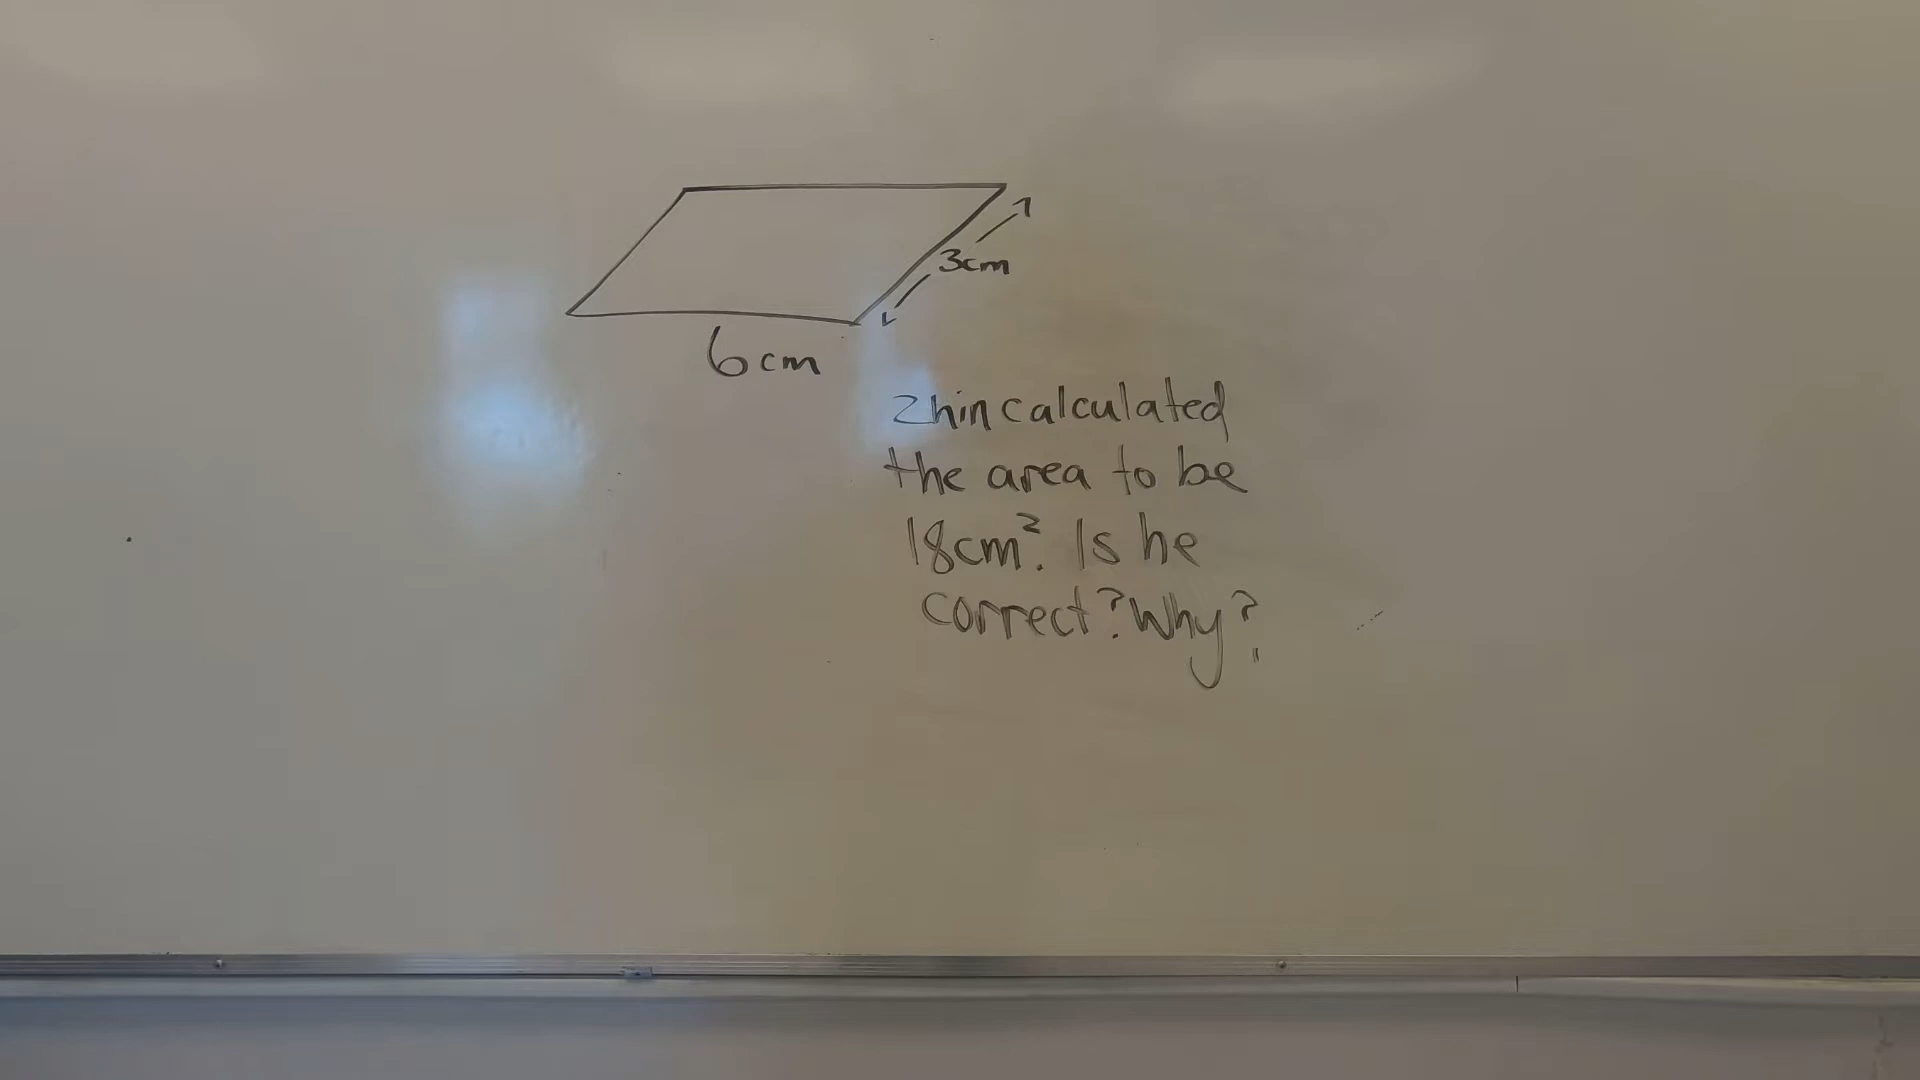 3cm
6cm
Zhin calculated
the area to be
18cm². Is he
correct? Why?